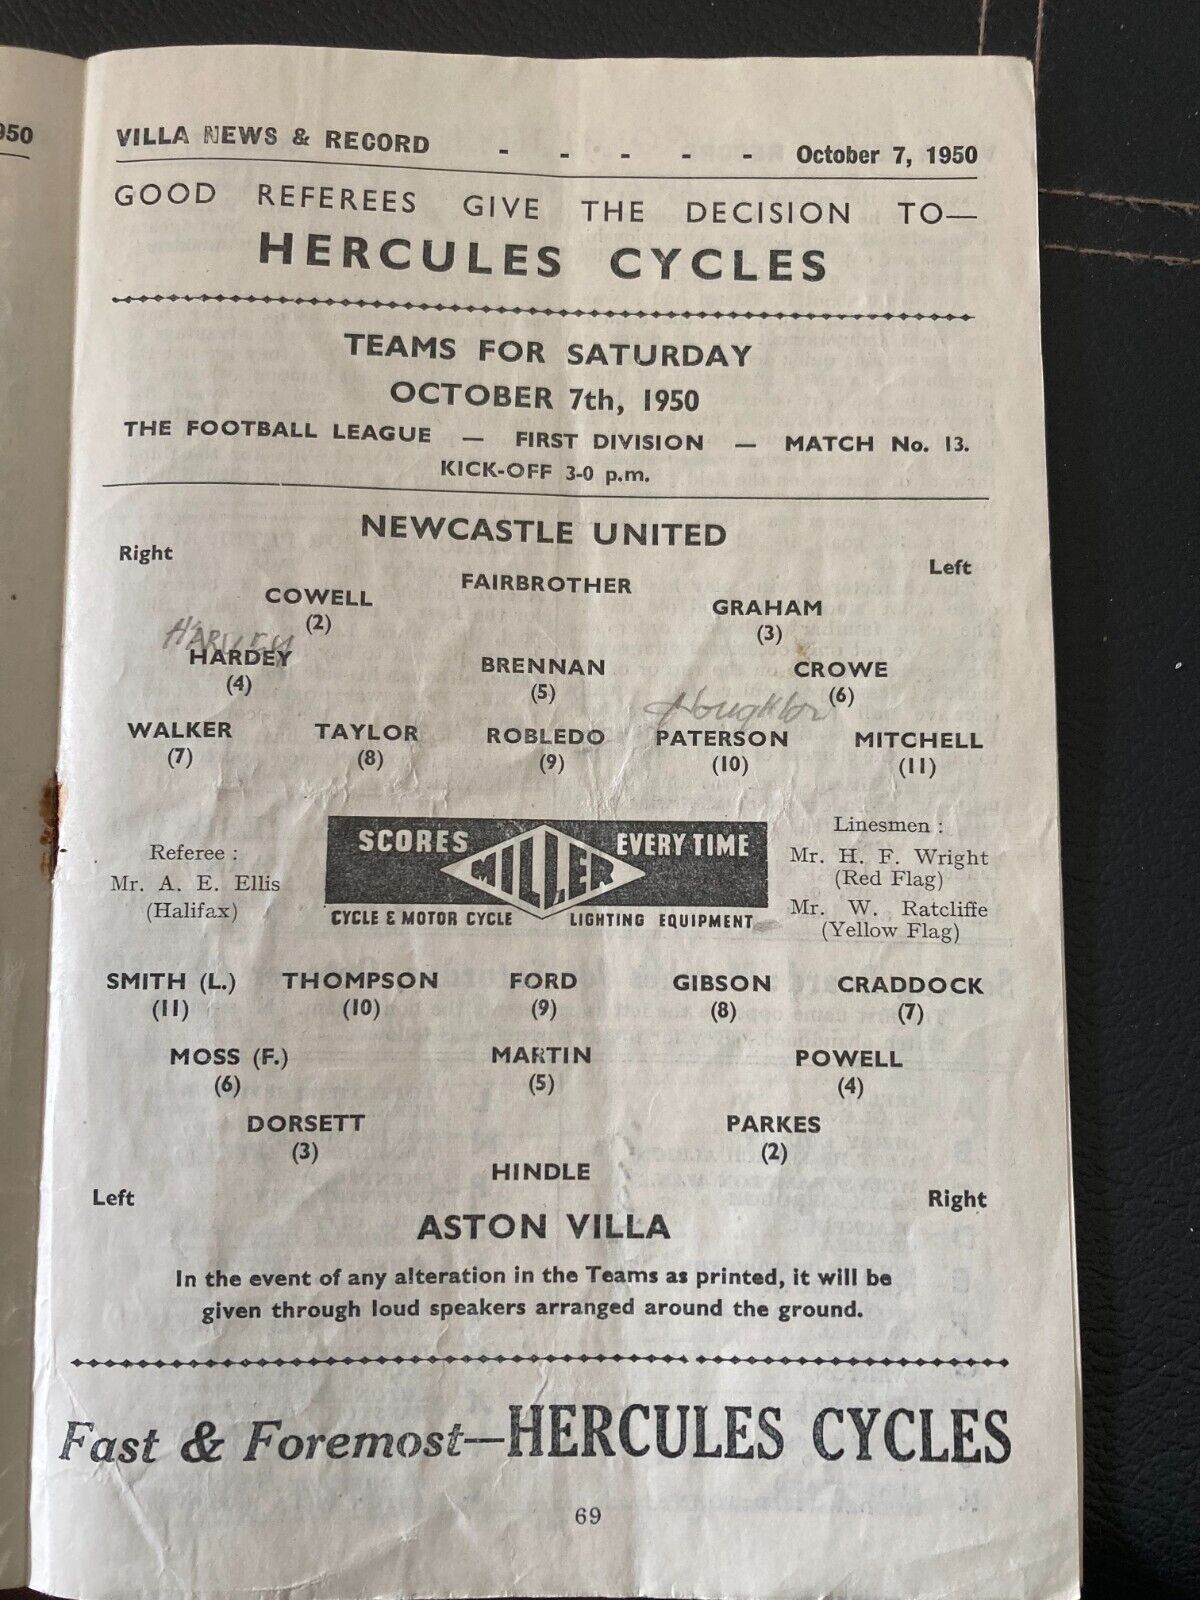 950
VILLA NEWS & RECORD - - - - - October 7, 1950
GOOD REFEREES GIVE THE DECISION TO—
HERCULES CYCLES
TEAMS FOR SATURDAY
OCTOBER 7th, 1950
THE FOOTBALL LEAGUE — FIRST DIVISION — MATCH No. 13.
KICK-OFF 3-0 p.m.
NEWCASTLE UNITED
Right Left
FAIRBROTHER
COWELL GRAHAM
(2) (3)
HARDEY BRENNAN CROWE
(4) (5) (6)
Houghton
WALKER TAYLOR ROBLEDO PATERSON MITCHELL
(7) (8) (9) (10) (11)
Referee :
Mr. A. E. Ellis
(Halifax)
SCORES MILLER EVERY TIME
CYCLE & MOTOR CYCLE LIGHTING EQUIPMENT
Linesmen :
Mr. H. F. Wright
(Red Flag)
Mr. W. Ratcliffe
(Yellow Flag)
SMITH (L.) THOMPSON FORD GIBSON CRADDOCK
(11) (10) (9) (8) (7)
MOSS (F.) MARTIN POWELL
(6) (5) (4)
DORSETT PARKES
(3) (2)
HINDLE
Left Right
ASTON VILLA
In the event of any alteration in the Teams as printed, it will be
given through loud speakers arranged around the ground.
Fast & Foremost—HERCULES CYCLES
69